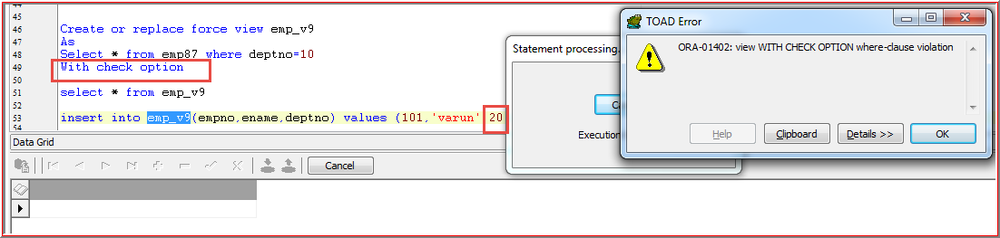 44
45
46 Create or replace force view emp_v9
47 As
48 Select * from emp87 where deptno=10
49 With check option
50
51 select * from emp_v9
52
53 insert into emp_v9(empno,ename,deptno) values (101,'varun' 20
54
Data Grid
Cancel
Statement processing.
Ca
Execution
TOAD Error
ORA-01402: view WITH CHECK OPTION where-clause violation
Help Clipboard Details >> OK